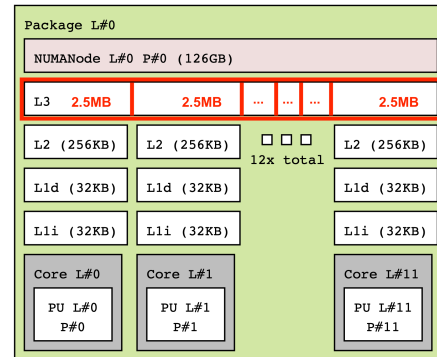 Package L#0
NUMANode L#0 P#0 (126GB)
L3 2.5MB 2.5MB ... ... ... 2.5MB
L2 (256KB) L2 (256KB) L2 (256KB)
12x total
L1d (32KB) L1d (32KB) L1d (32KB)
L1i (32KB) L1i (32KB) L1i (32KB)
Core L#0 Core L#1 Core L#11
PU L#0 PU L#1 PU L#11
P#0 P#1 P#11